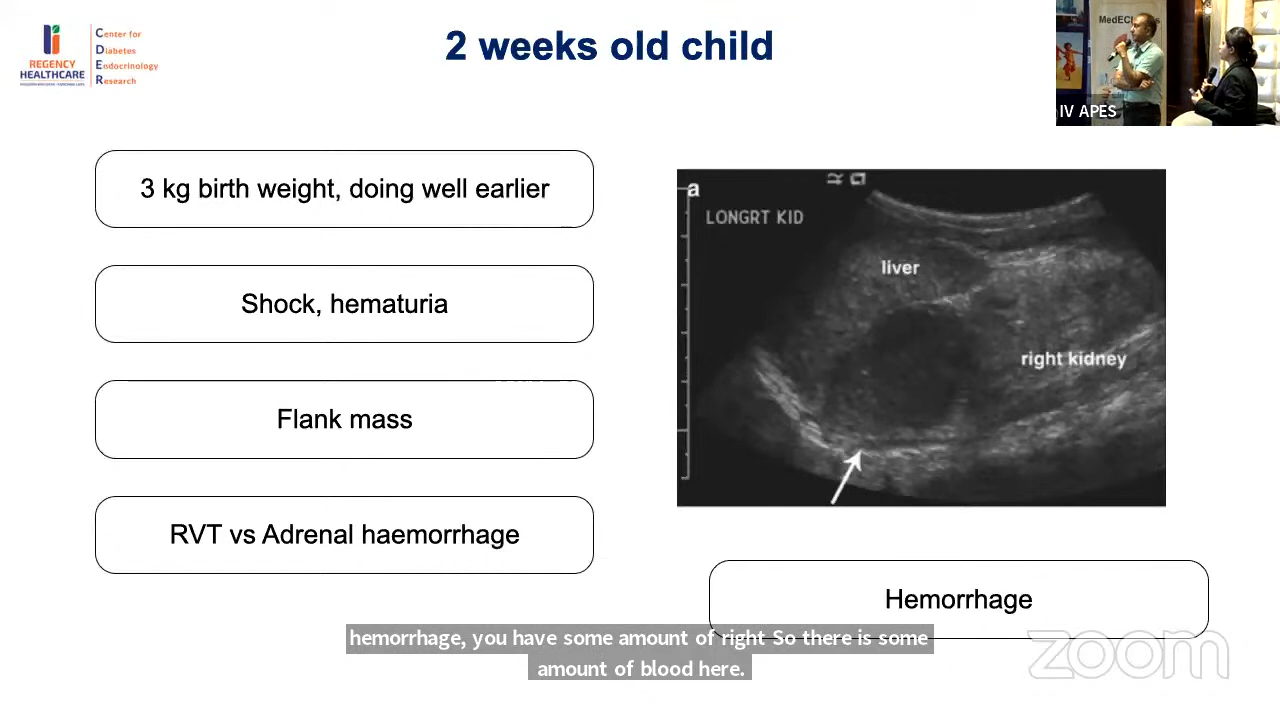 REGENCY
HEALTHCARE
Center for
Diabetes
Endocrinology
Research
2 weeks old child
MedEClasses
IV APES
3 kg birth weight, doing well earlier
Shock, hematuria
Flank mass
RVT vs Adrenal haemorrhage
a
LONGRT KID
liver
right kidney
Hemorrhage
hemorrhage, you have some amount of right So there is some
amount of blood here.
zoom